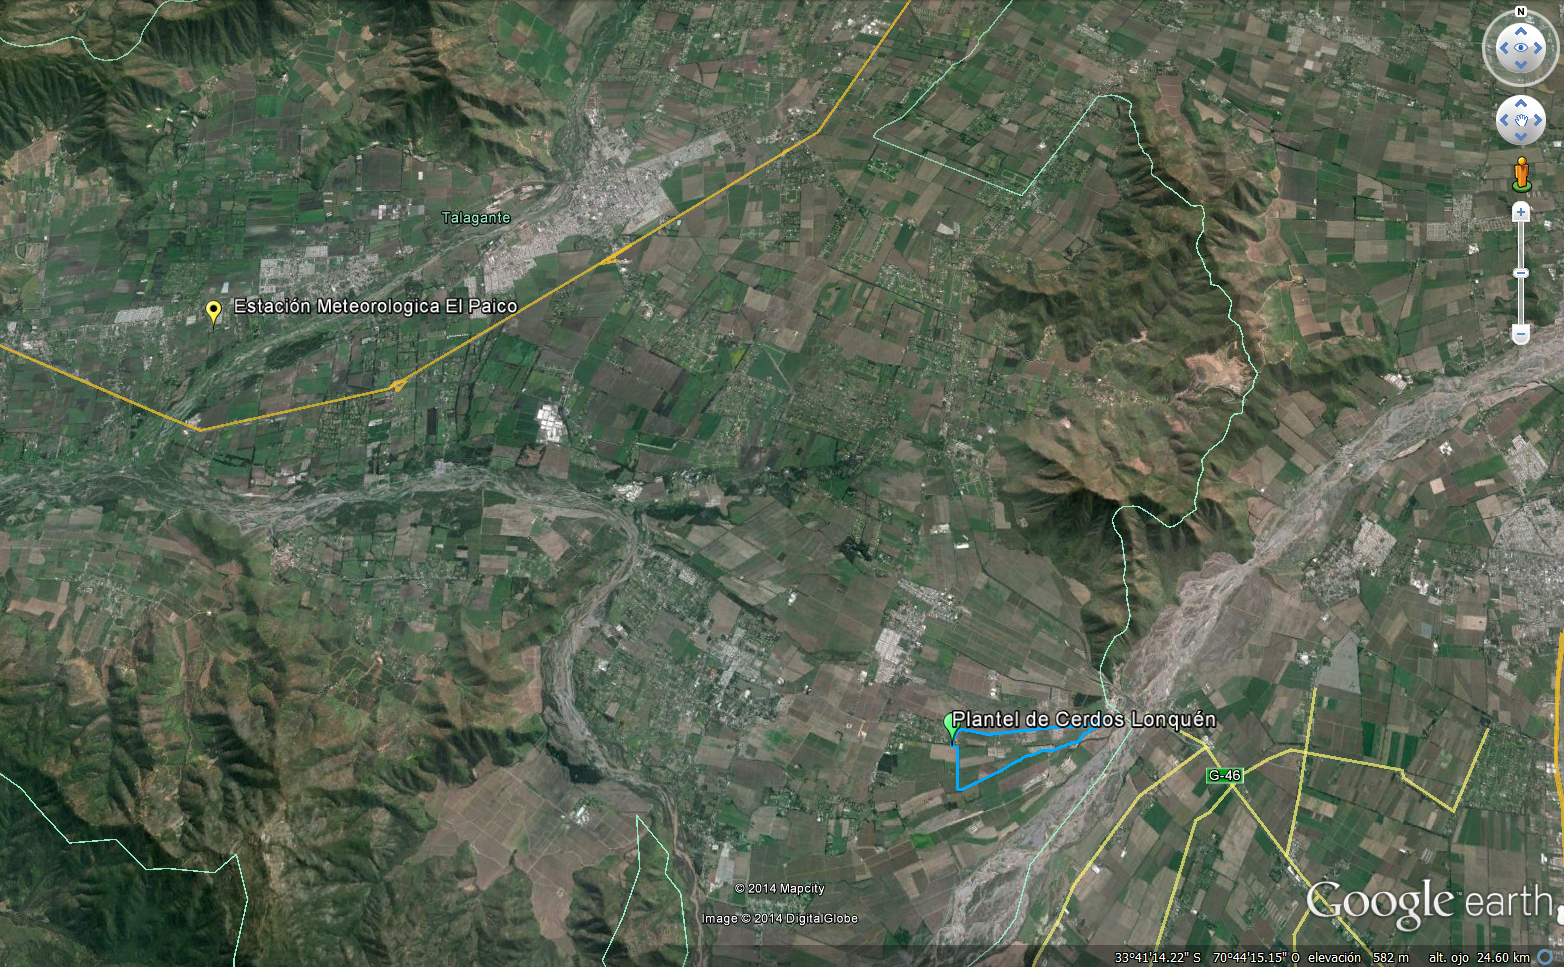 N
Talagante
Estación Meteorologica El Paico
Plantel de Cerdos Lonquén
G-46
© 2014 Mapcity
Image © 2014 DigitalGlobe
Google earth
33°41'14.22" S 70°44'15.15" O elevación 582 m alt. ojo 24.60 km